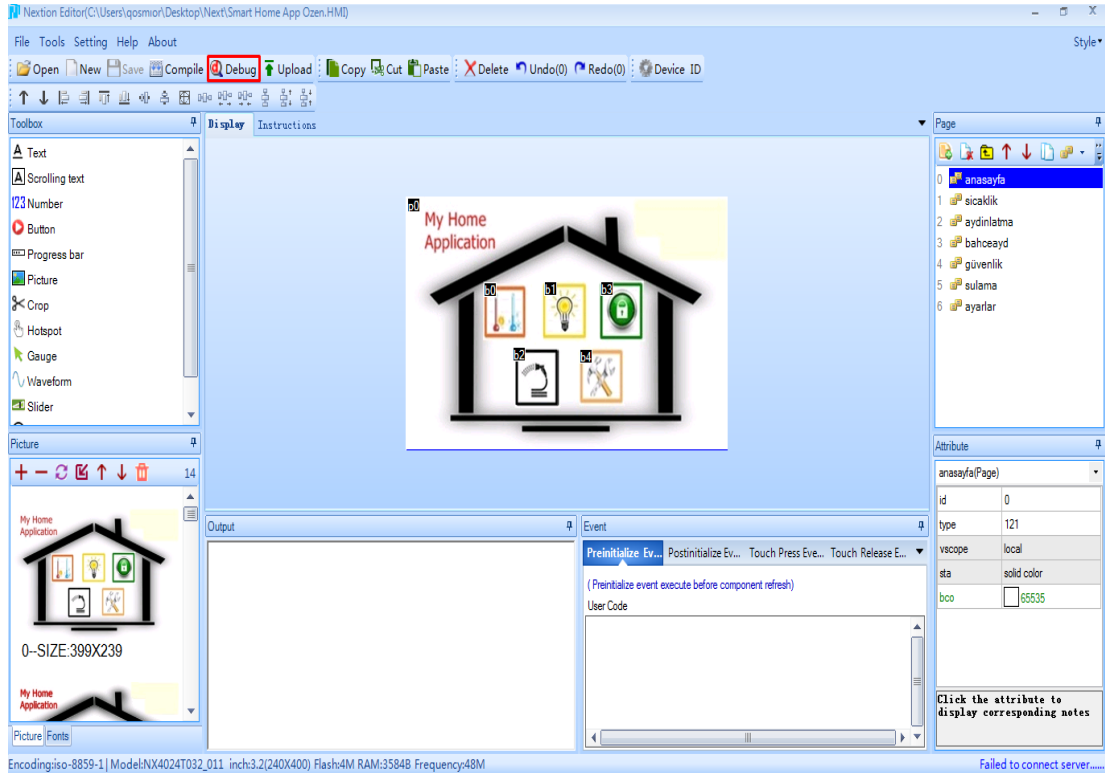 Nextion Editor(C:\Users\qosmıor\Desktop\Next\Smart Home App Ozen.HMI)
File Tools Setting Help About
Style
Open New Save Compile Debug Upload Copy Cut Paste Delete Undo(0) Redo(0) Device ID
Toolbox
Text
Scrolling text
123 Number
Button
Progress bar
Picture
Crop
Hotspot
Gauge
Waveform
Slider
Picture
14
My Home
Application
0--SIZE:399X239
My Home
Application
Picture Fonts
Display Instructions
p0
My Home
Application
b0 b1 b3
b2 b4
Output
Event
Preinitialize Ev... Postinitialize Ev... Touch Press Eve... Touch Release E...
( Preinitialize event execute before component refresh)
User Code
Page
0 anasayfa
1 sicaklik
2 aydinlatma
3 bahceayd
4 güvenlik
5 sulama
6 ayarlar
Attribute
anasayfa(Page)
id 0
type 121
vscope local
sta solid color
bco 65535
Click the attribute to
display corresponding notes
Encoding:iso-8859-1| Model:NX4024T032_011 inch:3.2(240X400) Flash:4M RAM:3584B Frequency:48M
Failed to connect server......